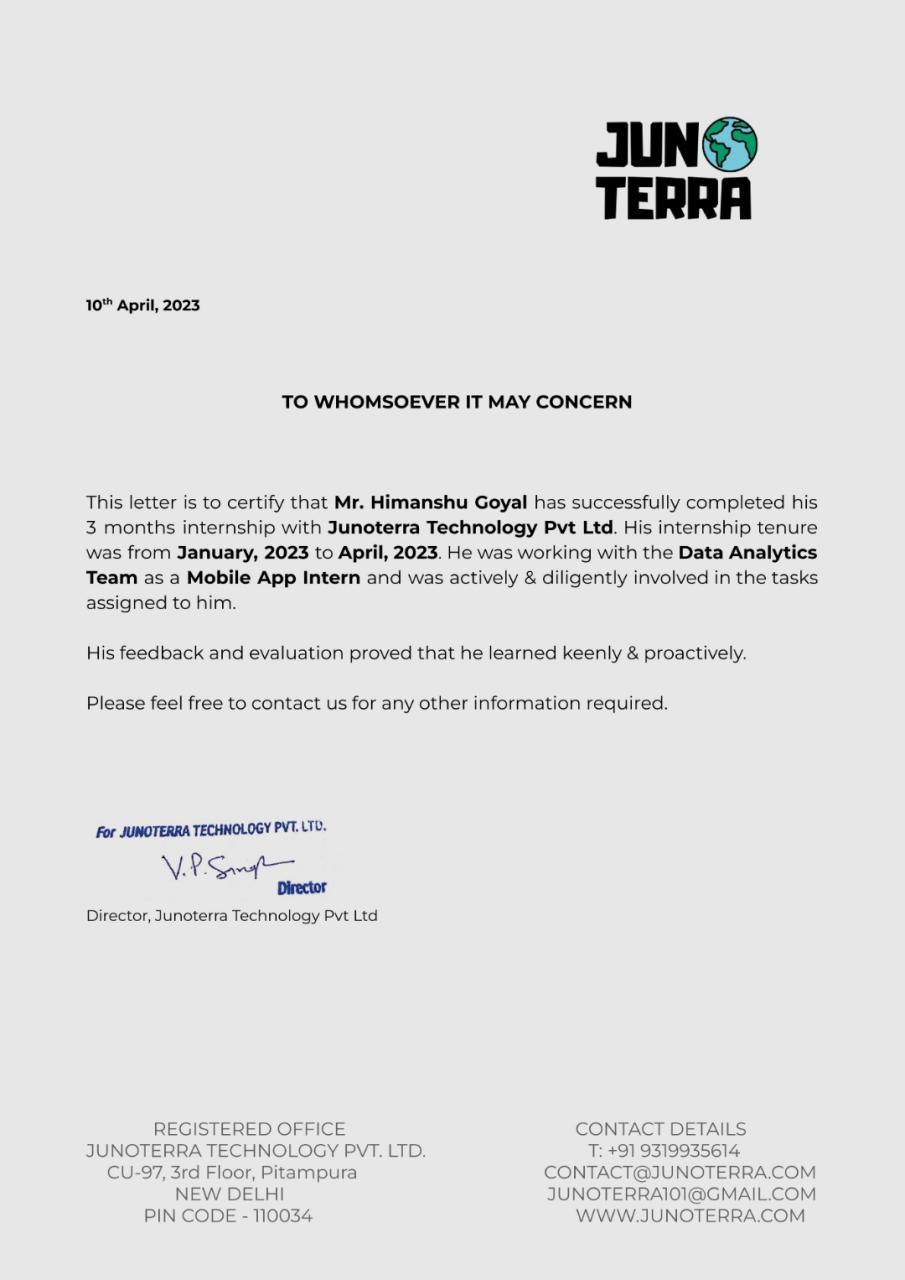 JUNO
TERRA
10th April, 2023
TO WHOMSOEVER IT MAY CONCERN
This letter is to certify that Mr. Himanshu Goyal has successfully completed his
3 months internship with Junoterra Technology Pvt Ltd. His internship tenure
was from January, 2023 to April, 2023. He was working with the Data Analytics
Team as a Mobile App Intern and was actively & diligently involved in the tasks
assigned to him.
His feedback and evaluation proved that he learned keenly & proactively.
Please feel free to contact us for any other information required.
For JUNOTERRA TECHNOLOGY PVT. LTD.
V.P. Singh
Director
Director, Junoterra Technology Pvt Ltd
REGISTERED OFFICE
JUNOTERRA TECHNOLOGY PVT. LTD.
CU-97, 3rd Floor, Pitampura
NEW DELHI
PIN CODE - 110034
CONTACT DETAILS
T: +91 9319935614
CONTACT@JUNOTERRA.COM
JUNOTERRA101@GMAIL.COM
WWW.JUNOTERRA.COM